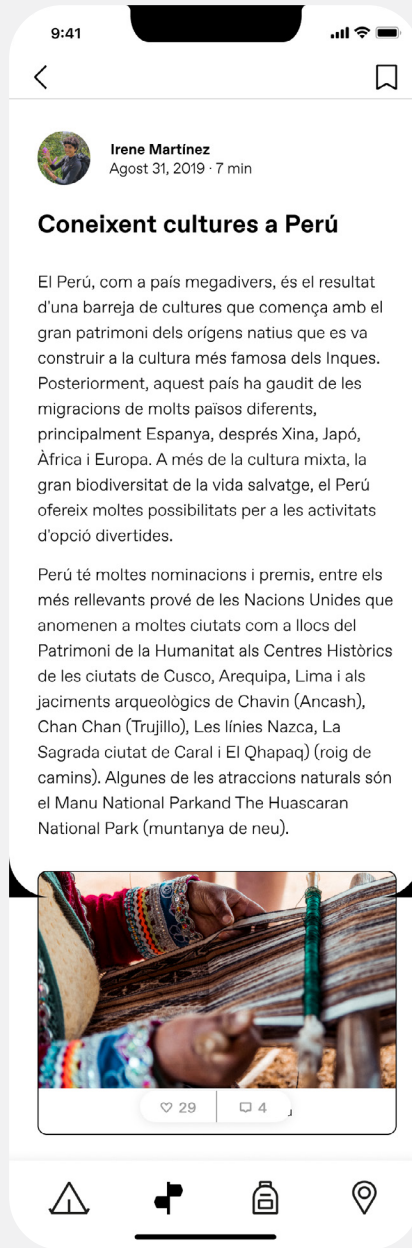 9:41
Irene Martínez
Agost 31, 2019 · 7 min
Coneixent cultures a Perú
El Perú, com a país megadivers, és el resultat
d'una barreja de cultures que comença amb el
gran patrimoni dels orígens natius que es va
construir a la cultura més famosa dels Inques.
Posteriorment, aquest país ha gaudit de les
migracions de molts països diferents,
principalment Espanya, després Xina, Japó,
Àfrica i Europa. A més de la cultura mixta, la
gran biodiversitat de la vida salvatge, el Perú
ofereix moltes possibilitats per a les activitats
d'opció divertides.
Perú té moltes nominacions i premis, entre els
més rellevants prové de les Nacions Unides que
anomenen a moltes ciutats com a llocs del
Patrimoni de la Humanitat als Centres Històrics
de les ciutats de Cusco, Arequipa, Lima i als
jaciments arqueològics de Chavin (Ancash),
Chan Chan (Trujillo), Les línies Nazca, La
Sagrada ciutat de Caral i El Qhapaq) (roig de
camins). Algunes de les atraccions naturals són
el Manu National Parkand The Huascaran
National Park (muntanya de neu).
29
4